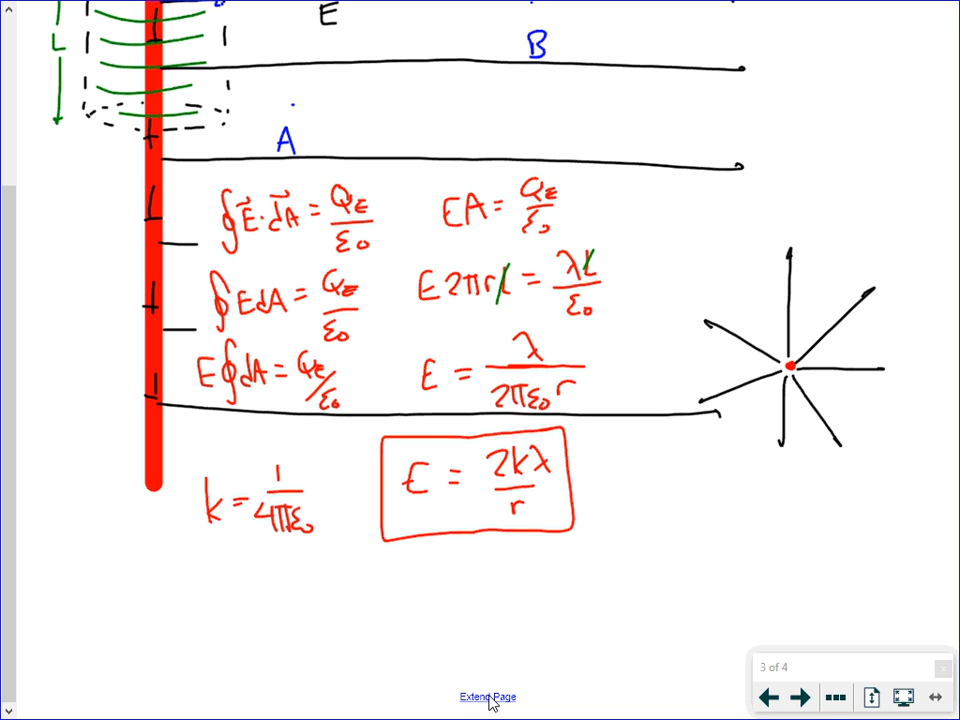 E
L
B
A
∮E⃗·d⃗A = Q_E/ε₀
EA = Q_E/ε₀
∮EdA = Q_E/ε₀
E2πrL = λL/ε₀
E∮dA = Q_E/ε₀
E = λ/2πε₀r
k = 1/4πε₀
E = 2kλ/r
3 of 4
Extend Page